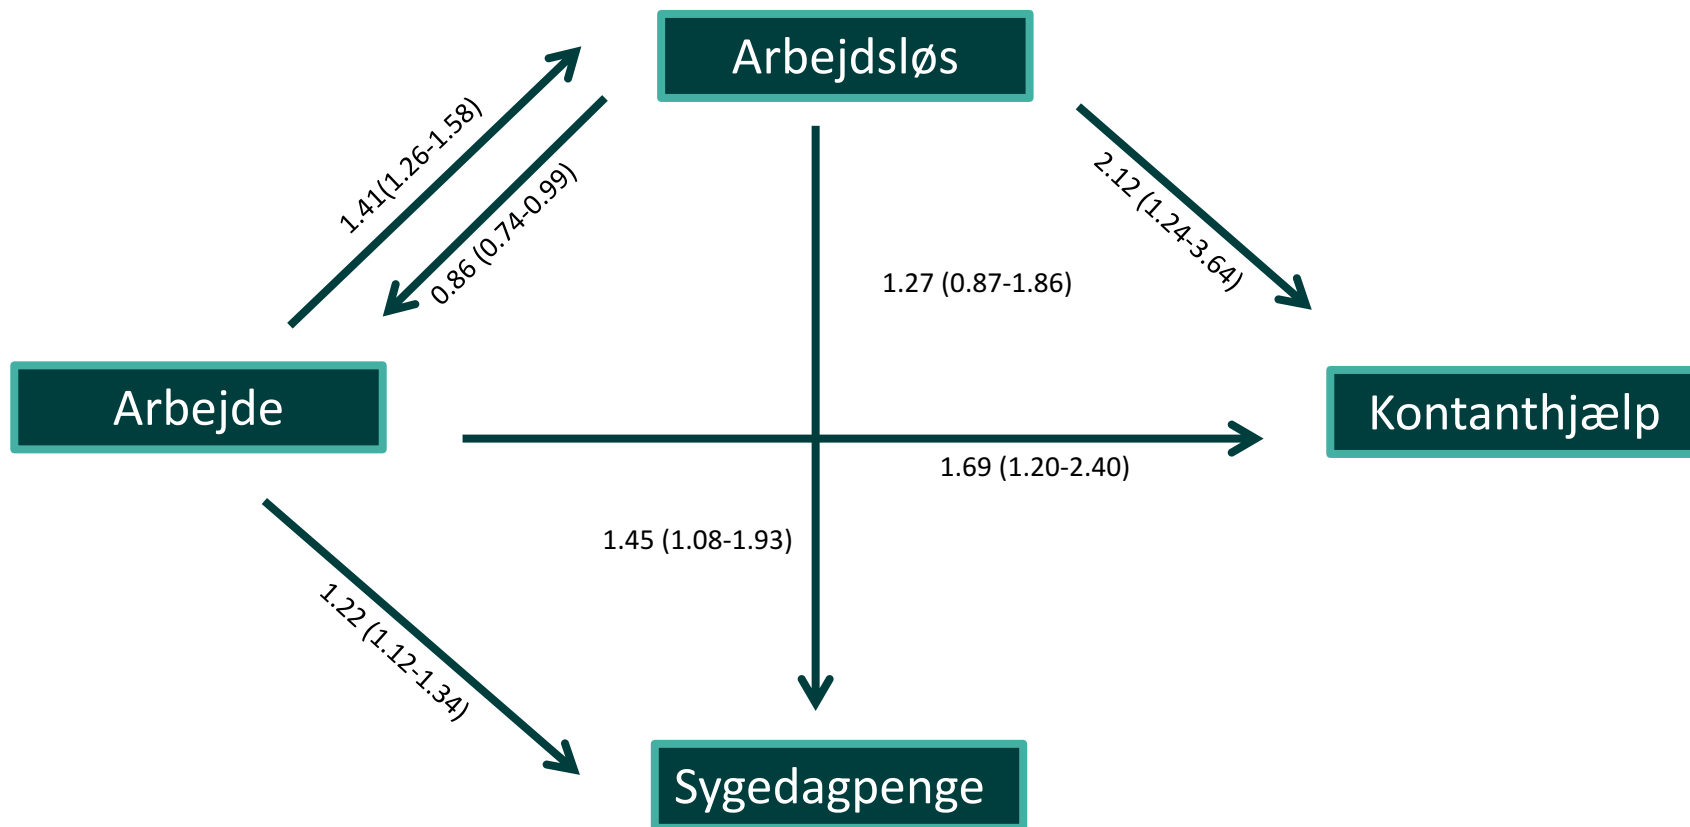 Arbejdsløs
1.41(1.26-1.58)
0.86 (0.74-0.99)
2.12 (1.24-3.64)
1.27 (0.87-1.86)
Arbejde
Kontanthjælp
1.69 (1.20-2.40)
1.45 (1.08-1.93)
1.22 (1.12-1.34)
Sygedagpenge